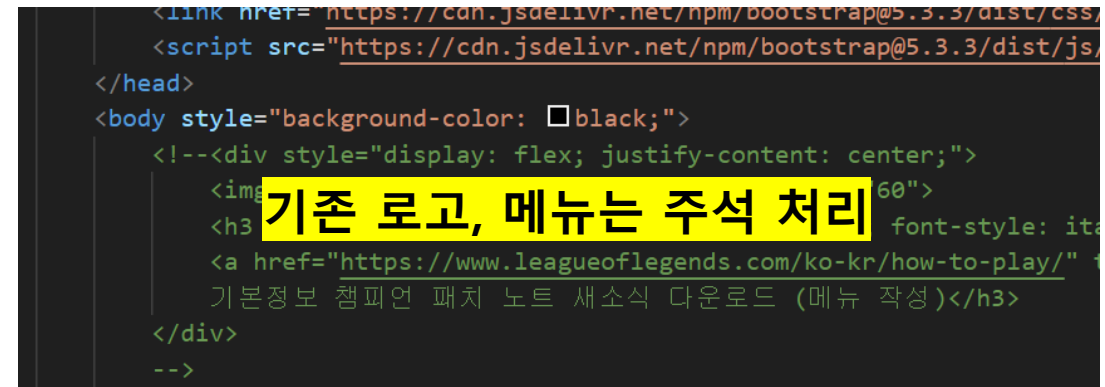 <link href="https://cdn.jsdelivr.net/npm/bootstrap@5.3.3/dist/css/
<script src="https://cdn.jsdelivr.net/npm/bootstrap@5.3.3/dist/js/
</head>
<body style="background-color: black;">
<!--<div style="display: flex; justify-content: center;">
<img 60">
기존 로고, 메뉴는 주석 처리
<h3 font-style: ita
<a href="https://www.leagueoflegends.com/ko-kr/how-to-play/" t
기본정보 챔피언 패치 노트 새소식 다운로드 (메뉴 작성)</h3>
</div>
-->